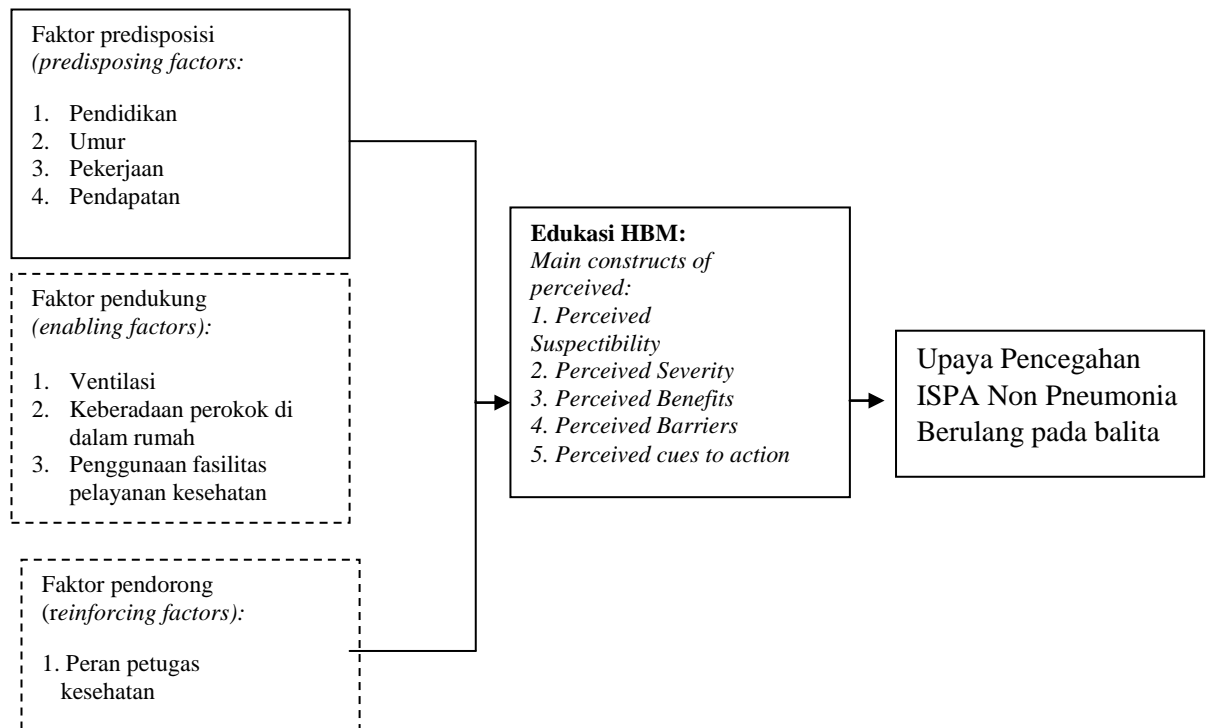 Faktor predisposisi
(predisposing factors:
1. Pendidikan
2. Umur
3. Pekerjaan
4. Pendapatan
Faktor pendukung
(enabling factors):
1. Ventilasi
2. Keberadaan perokok di
dalam rumah
3. Penggunaan fasilitas
pelayanan kesehatan
Faktor pendorong
(reinforcing factors):
1. Peran petugas
kesehatan
Edukasi HBM:
Main constructs of
perceived:
1. Perceived
Suspectibility
2. Perceived Severity
3. Perceived Benefits
4. Perceived Barriers
5. Perceived cues to action
Upaya Pencegahan
ISPA Non Pneumonia
Berulang pada balita